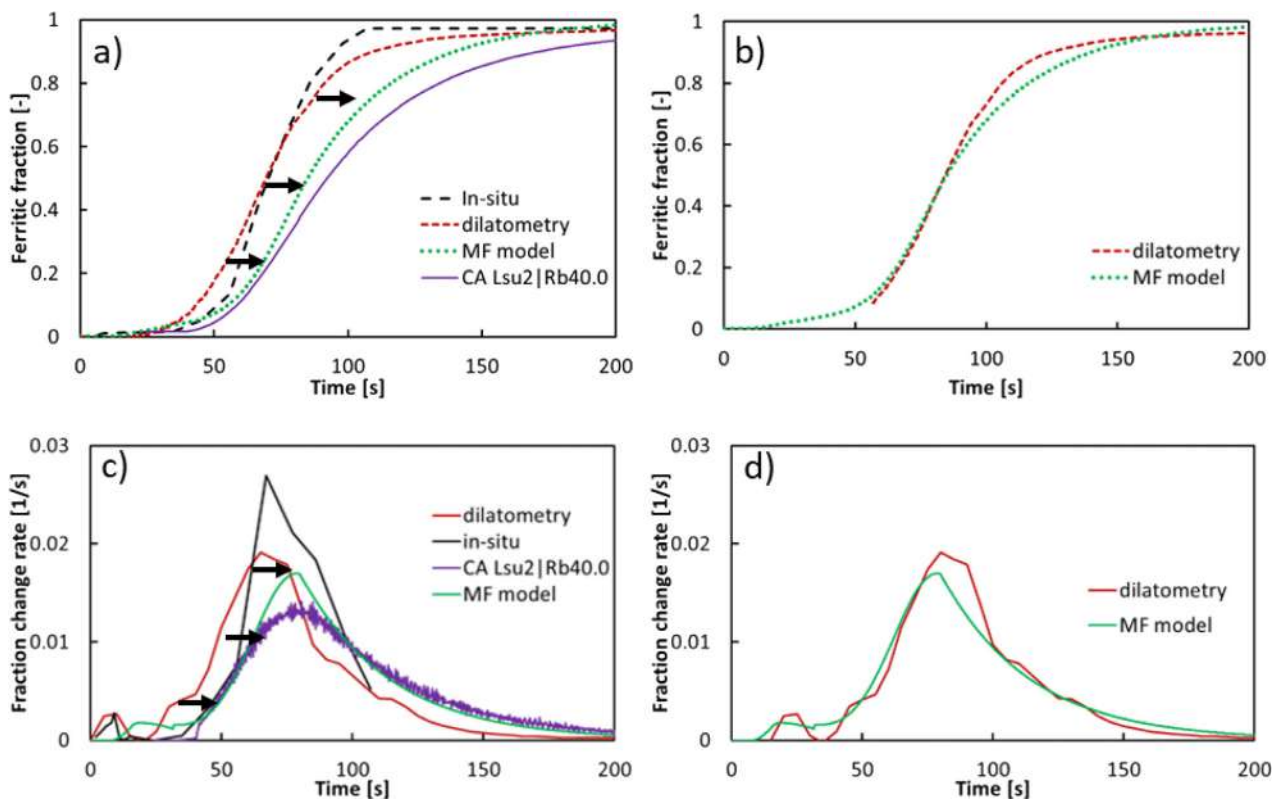 a)
Ferritic fraction [-]
1
0.8
0.6
0.4
0.2
0
In-situ
dilatometry
MF model
CA Lsu2|Rb40.0
0 50 100 150 200
Time [s]
b)
Ferritic fraction [-]
1
0.8
0.6
0.4
0.2
0
dilatometry
MF model
0 50 100 150 200
Time [s]
c)
Fraction change rate [1/s]
0.03
0.02
0.01
0
dilatometry
in-situ
CA Lsu2|Rb40.0
MF model
0 50 100 150 200
Time [s]
d)
Fraction change rate [1/s]
0.03
0.02
0.01
0
dilatometry
MF model
0 50 100 150 200
Time [s]